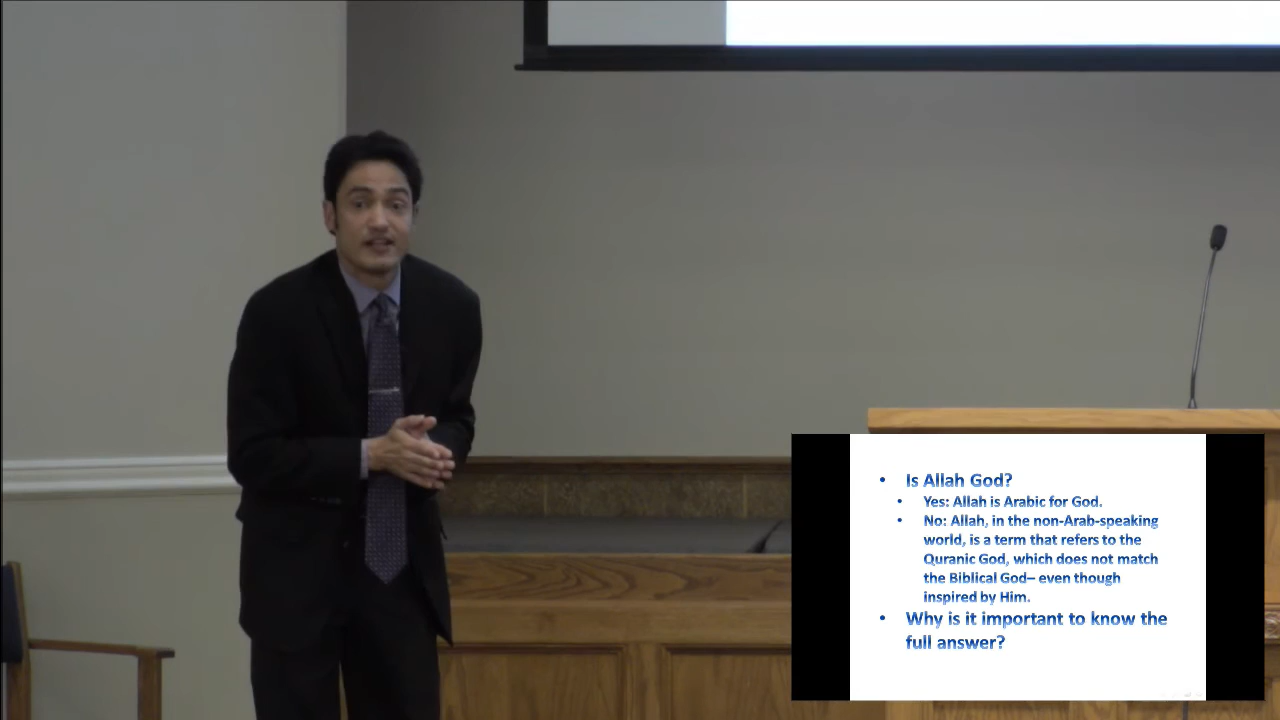 • Is Allah God?
• Yes: Allah is Arabic for God.
• No: Allah, in the non-Arab-speaking
world, is a term that refers to the
Quranic God, which does not match
the Biblical God– even though
inspired by Him.
• Why is it important to know the
full answer?